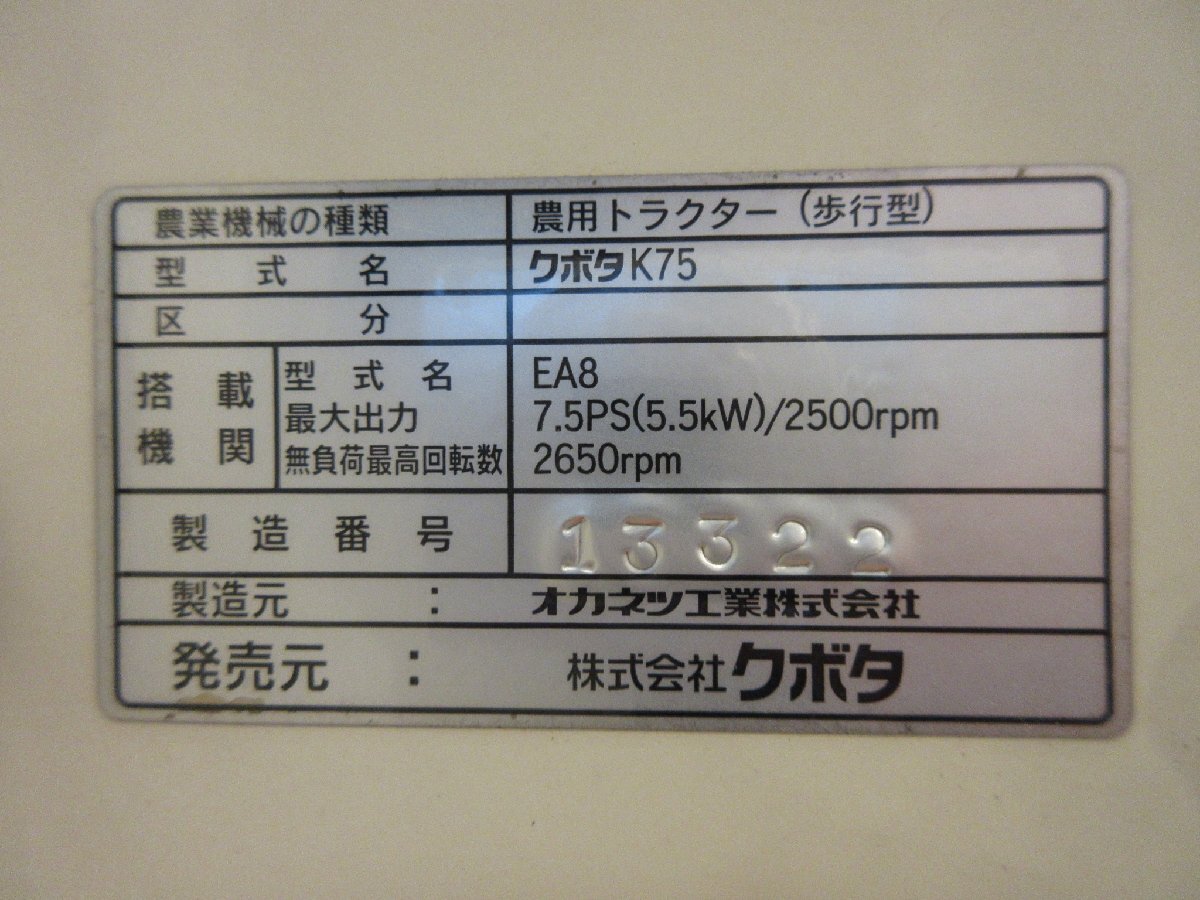 農業機械の種類 農用トラクター（歩行型）
型式名 クボタK75
区分
搭載機関 型式名 EA8
最大出力 7.5PS(5.5kW)/2500rpm
無負荷最高回転数 2650rpm
製造番号 13322
製造元 : オカネツ工業株式会社
発売元 : 株式会社クボタ